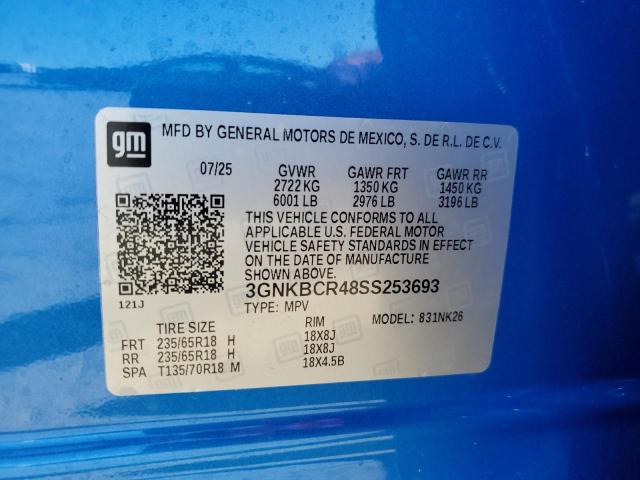 gm MFD BY GENERAL MOTORS DE MEXICO, S. DE R.L. DE C.V.
07/25 GVWR GAWR FRT GAWR RR
2722 KG 1350 KG 1450 KG
6001 LB 2976 LB 3196 LB
THIS VEHICLE CONFORMS TO ALL
APPLICABLE U.S. FEDERAL MOTOR
VEHICLE SAFETY STANDARDS IN EFFECT
ON THE DATE OF MANUFACTURE
SHOWN ABOVE.
121J 3GNKBCR48SS253693
TYPE: MPV MODEL: 831NK26
TIRE SIZE RIM
FRT 235/65R18 H 18X8J
RR 235/65R18 H 18X8J
SPA T135/70R18 M 18X4.5B